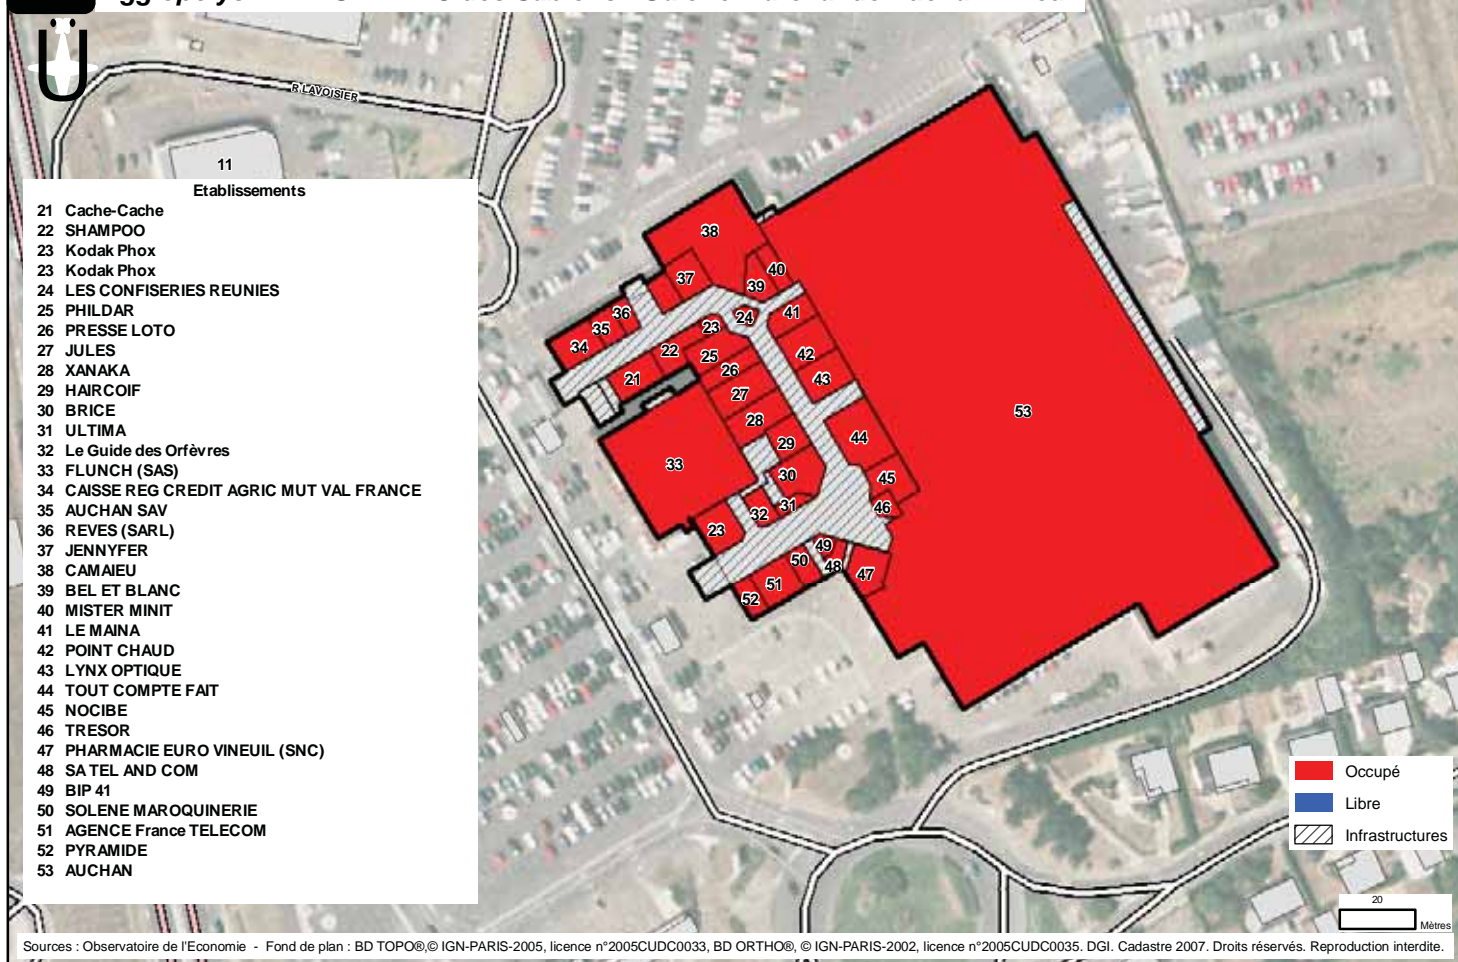 R LAVOISIER
11
Etablissements
21 Cache-Cache
22 SHAMPOO
23 Kodak Phox
23 Kodak Phox
24 LES CONFISERIES REUNIES
25 PHILDAR
26 PRESSE LOTO
27 JULES
28 XANAKA
29 HAIRCOIF
30 BRICE
31 ULTIMA
32 Le Guide des Orfèvres
33 FLUNCH (SAS)
34 CAISSE REG CREDIT AGRIC MUT VAL FRANCE
35 AUCHAN SAV
36 REVES (SARL)
37 JENNYFER
38 CAMAIEU
39 BEL ET BLANC
40 MISTER MINIT
41 LE MAINA
42 POINT CHAUD
43 LYNX OPTIQUE
44 TOUT COMPTE FAIT
45 NOCIBE
46 TRESOR
47 PHARMACIE EURO VINEUIL (SNC)
48 SA TEL AND COM
49 BIP 41
50 SOLENE MAROQUINERIE
51 AGENCE France TELECOM
52 PYRAMIDE
53 AUCHAN
38
37
40
39
36
35
34
24
41
23
22
21
25
26
27
28
42
43
29
30
31
32
33
23
44
45
46
47
48
49
50
51
52
53
Occupé
Libre
Infrastructures
20
Mètres
Sources : Observatoire de l'Economie - Fond de plan : BD TOPO®,© IGN-PARIS-2005, licence n°2005CUDC0033, BD ORTHO®, © IGN-PARIS-2002, licence n°2005CUDC0035. DGI. Cadastre 2007. Droits réservés. Reproduction interdite.